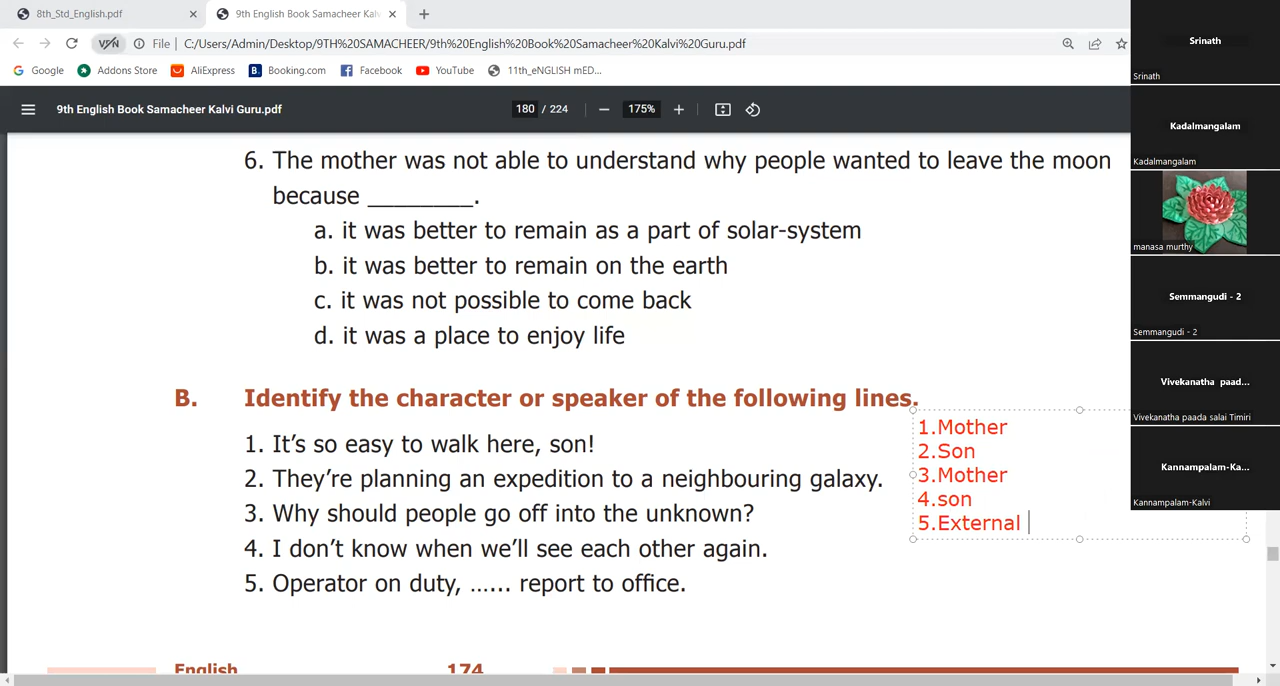 8th_Std_English.pdf
9th English Book Samacheer Kalv
VPN
File
C:/Users/Admin/Desktop/9TH%20SAMACHEER/9th%20English%20Book%20Samacheer%20Kalvi%20Guru.pdf
Google
Addons Store
AliExpress
B. Booking.com
Facebook
YouTube
11th_eNGLISH mED...
9th English Book Samacheer Kalvi Guru.pdf
180 / 224
175%
6. The mother was not able to understand why people wanted to leave the moon
because ________.
a. it was better to remain as a part of solar-system
b. it was better to remain on the earth
c. it was not possible to come back
d. it was a place to enjoy life
B. Identify the character or speaker of the following lines.
1. It's so easy to walk here, son!
2. They're planning an expedition to a neighbouring galaxy.
3. Why should people go off into the unknown?
4. I don't know when we'll see each other again.
5. Operator on duty, …... report to office.
1.Mother
2.Son
3.Mother
4.son
5.External
English 174
Srinath
Srinath
Kadalmangalam
Kadalmangalam
manasa murthy
Semmangudi - 2
Semmangudi - 2
Vivekanatha paad...
Vivekanatha paada salai Timiri
Kannampalam-Ka...
Kannampalam-Kalvi